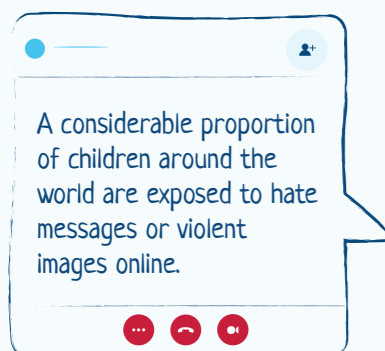 A considerable proportion
of children around the
world are exposed to hate
messages or violent
images online.